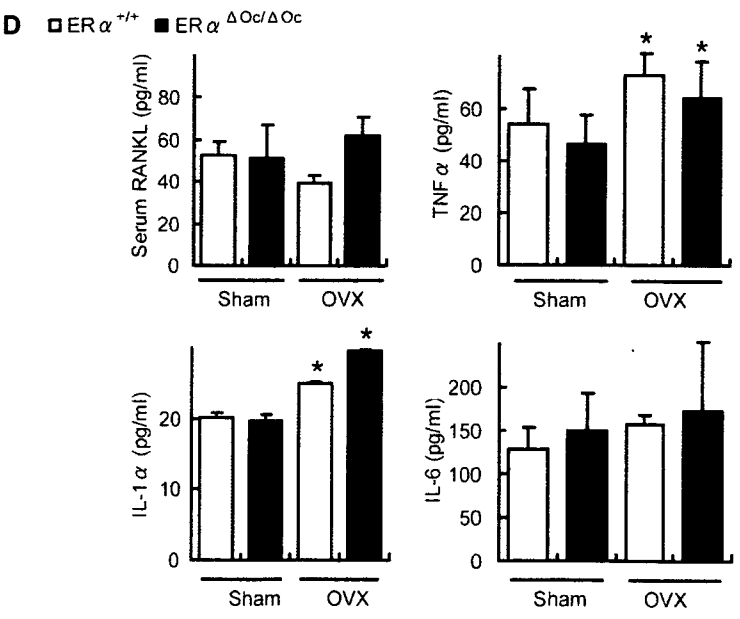 D ERα+/+ ERαΔOc/ΔOc
Serum RANKL (pg/ml)
80
60
40
20
0
Sham OVX
TNFα (pg/ml)
60
40
20
0
* *
Sham OVX
IL-1α (pg/ml)
20
10
0
* *
Sham OVX
IL-6 (pg/ml)
200
150
100
50
0
Sham OVX